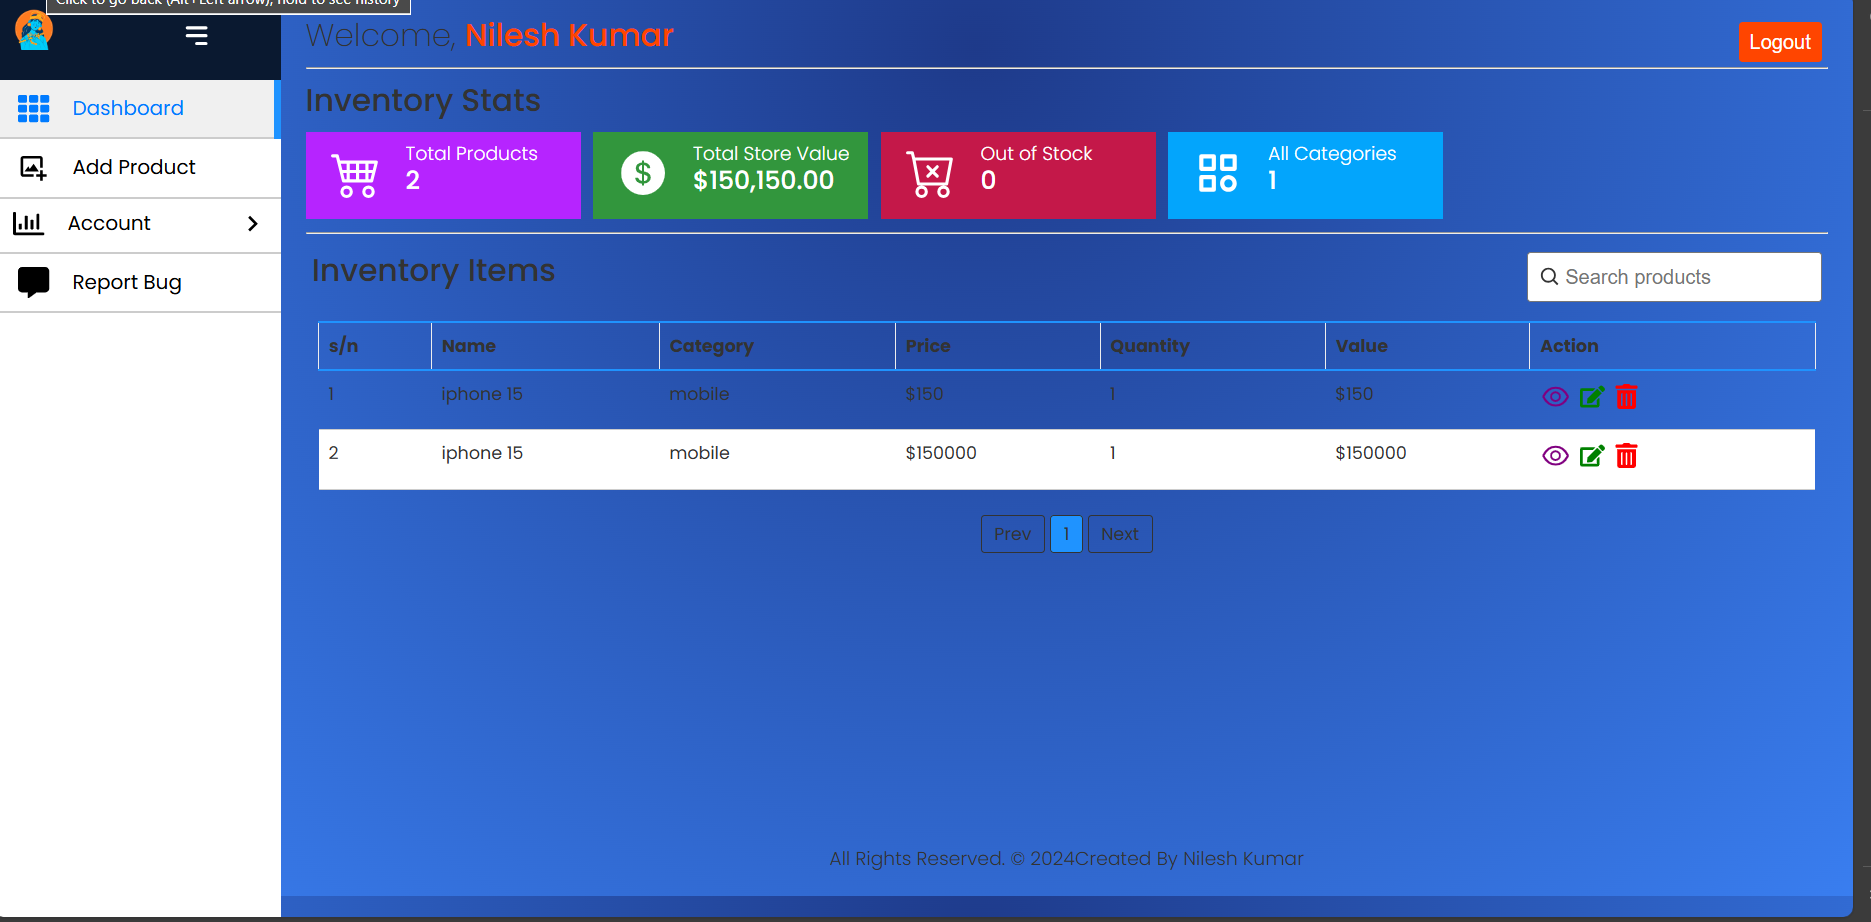 Click to go back (Alt+Left arrow), hold to see history
Welcome, Nilesh Kumar
Logout
Dashboard
Add Product
Account
Report Bug
Inventory Stats
Total Products
2
Total Store Value
$150,150.00
Out of Stock
0
All Categories
1
Inventory Items
Search products
s/n Name Category Price Quantity Value Action
1 iphone 15 mobile $150 1 $150
2 iphone 15 mobile $150000 1 $150000
Prev 1 Next
All Rights Reserved. © 2024Created By Nilesh Kumar